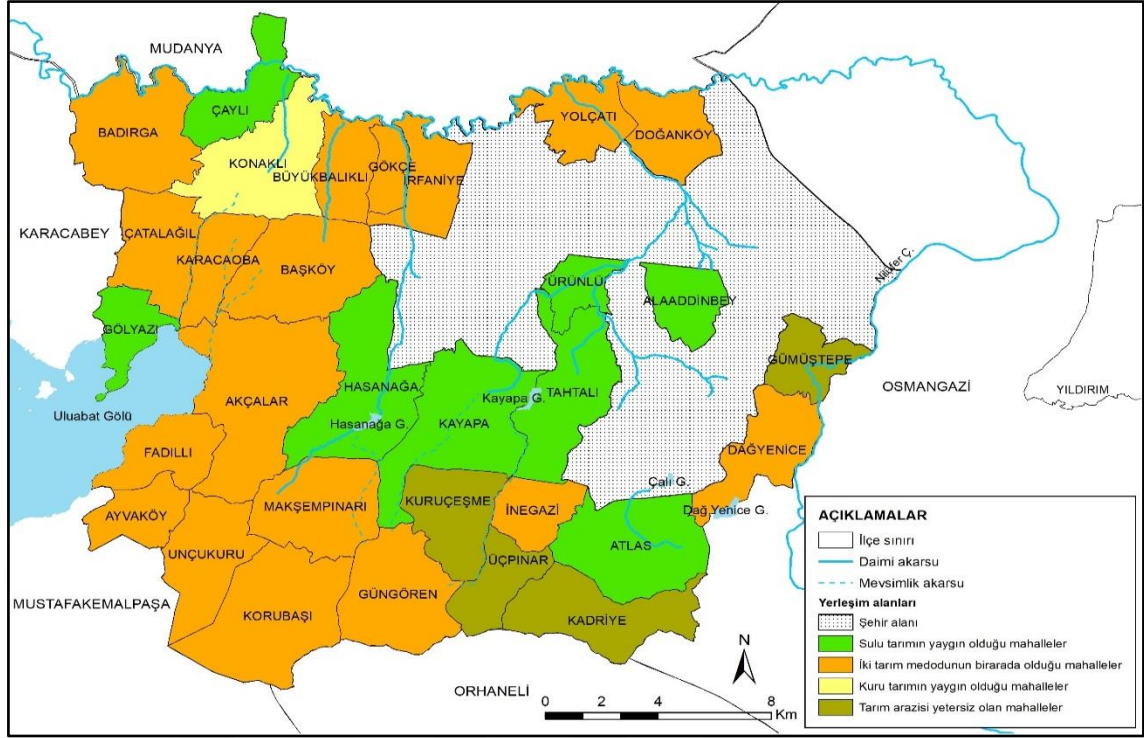 MUDANYA
ÇAYLI
BADIRGA
YOLÇATI
DOĞANKÖY
KONAKLI
GÖKÇE
BÜYÜKBALIKLI
İRFANİYE
KARACABEY
ÇATALAĞIL
KARACAOBA
BAŞKÖY
Nilüfer Ç.
ÜRÜNLÜ
ALAADDİNBEY
GÖLYAZI
GÜMÜŞTEPE
OSMANGAZİ
YILDIRIM
HASANAĞA
TAHTALI
Uluabat Gölü
AKÇALAR
Kayapa G.
Hasanağa G.
KAYAPA
FADILLI
DAĞYENİCE
Çalı G.
KURUÇEŞME
MAKŞEMPINARI
İNEGAZİ
Dağ Yenice G.
AYVAKÖY
ATLAS
UNÇUKURU
ÜÇPINAR
GÜNGÖREN
MUSTAFAKEMALPAŞA
KORUBAŞI
KADRİYE
ORHANELİ
N
0 2 4 8
Km
AÇIKLAMALAR
İlçe sınırı
Daimi akarsu
Mevsimlik akarsu
Yerleşim alanları
Şehir alanı
Sulu tarımın yaygın olduğu mahalleler
İki tarım medodunun birarada olduğu mahalleler
Kuru tarımın yaygın olduğu mahalleler
Tarım arazisi yetersiz olan mahalleler